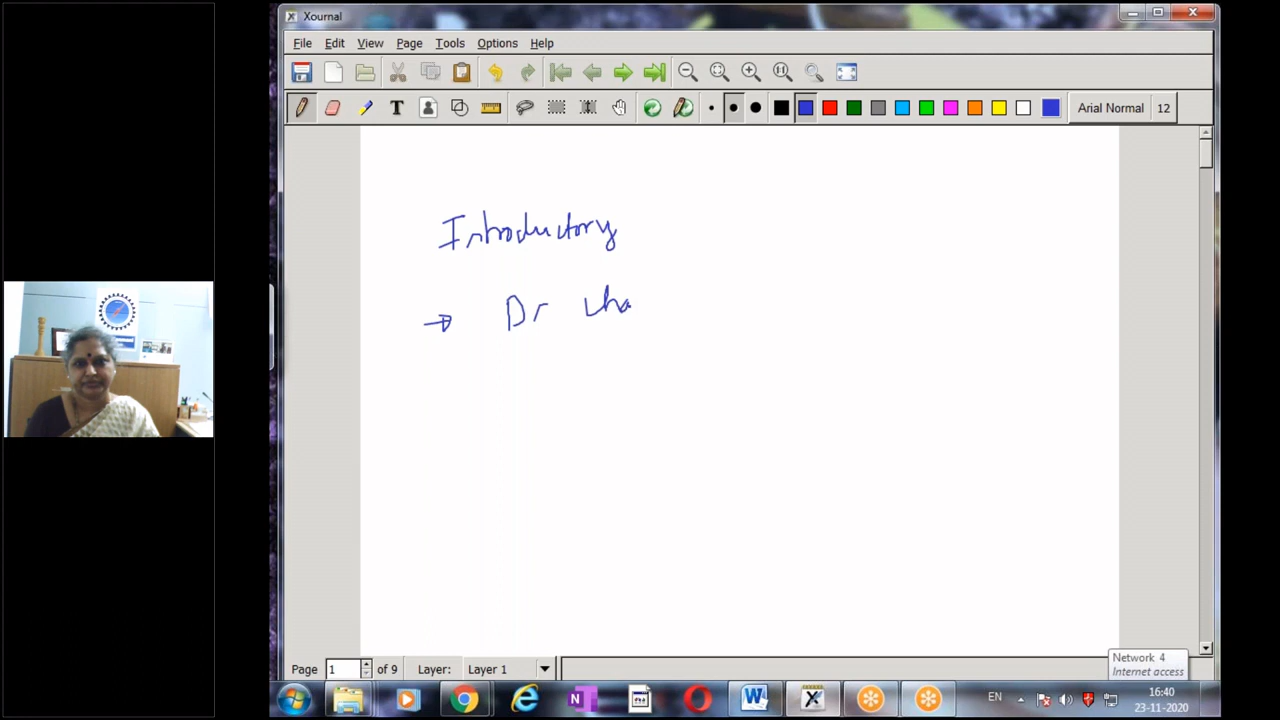 Xournal
File Edit View Page Tools Options Help
Arial Normal 12
Introductory
→ Dr
Page 1 of 9 Layer: Layer 1
Network 4
Internet access
EN
16:40
23-11-2020